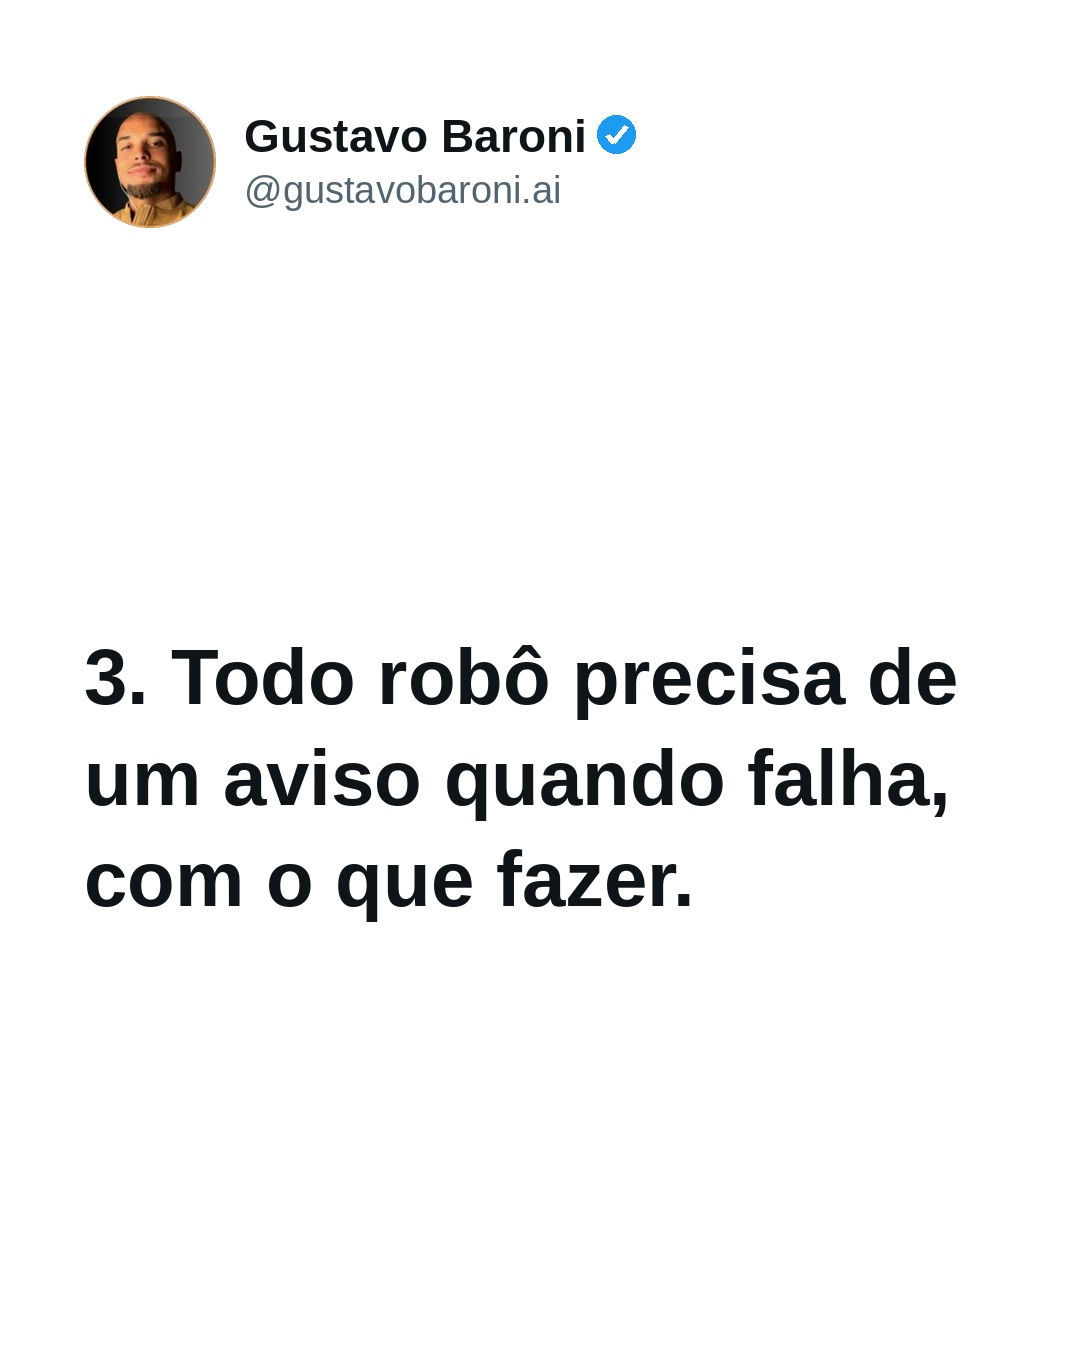 Gustavo Baroni
@gustavobaroni.ai
3. Todo robô precisa de
um aviso quando falha,
com o que fazer.